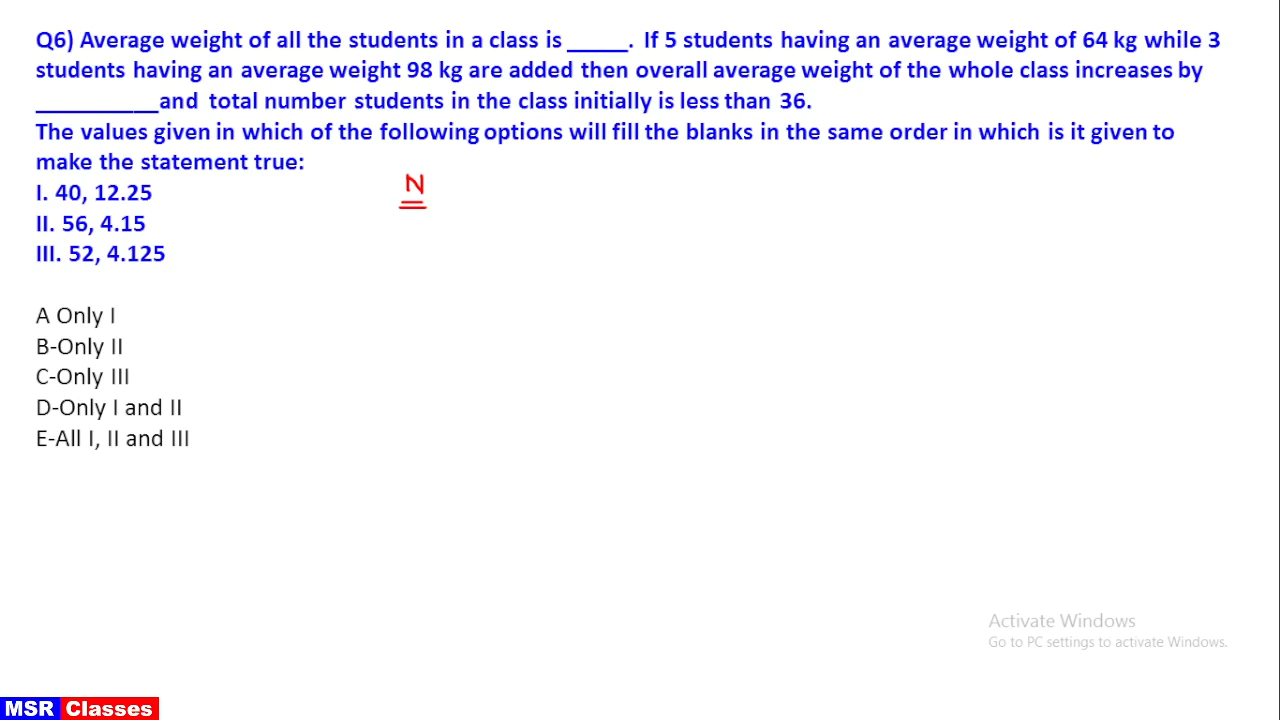 Q6) Average weight of all the students in a class is _____. If 5 students having an average weight of 64 kg while 3
students having an average weight 98 kg are added then overall average weight of the whole class increases by
__________and total number students in the class initially is less than 36.
The values given in which of the following options will fill the blanks in the same order in which is it given to
make the statement true:
I. 40, 12.25
N
II. 56, 4.15
III. 52, 4.125
A Only I
B-Only II
C-Only III
D-Only I and II
E-All I, II and III
Activate Windows
Go to PC settings to activate Windows.
MSR Classes